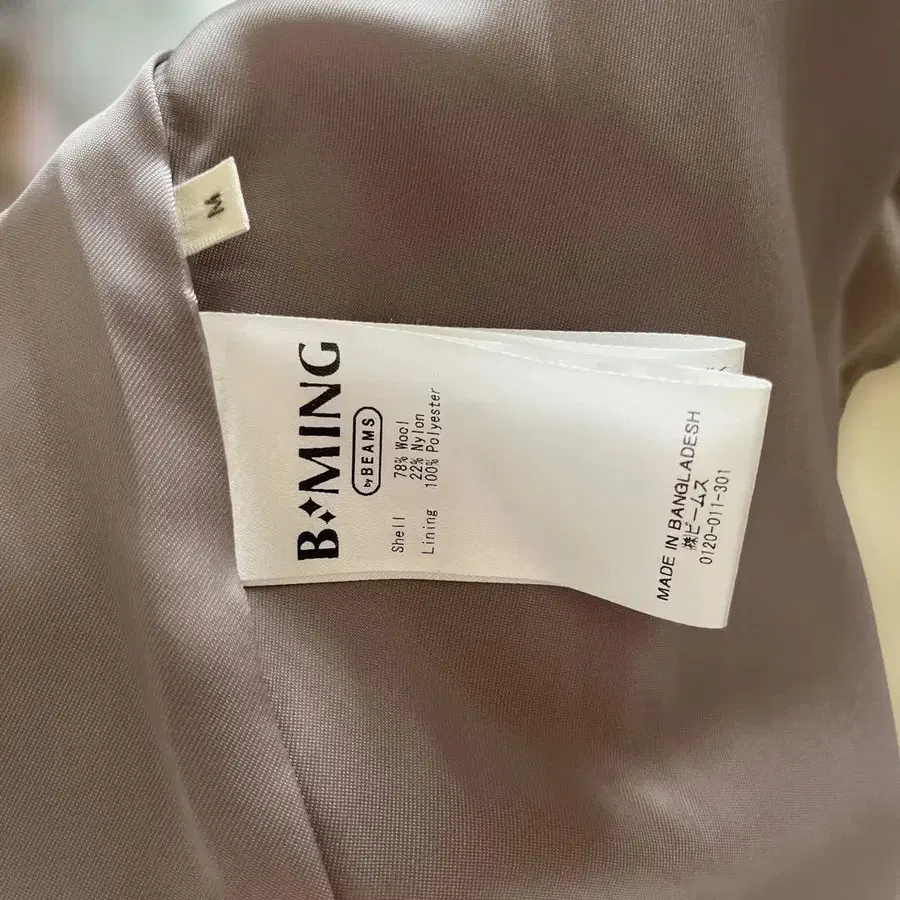 M
B✦✦MING
by BEAMS
Shell 78% Wool
22% Nylon
Lining 100% Polyester
MADE IN BANGLADESH
㈱ビームス
0120-011-301